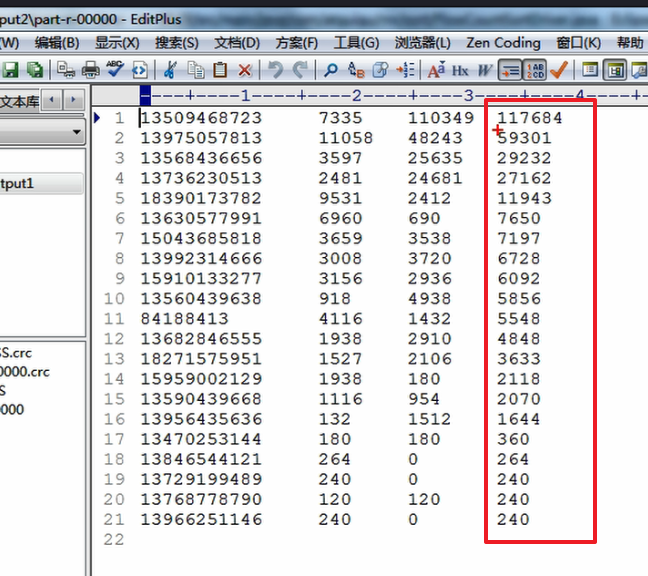 put2\part-r-00000 - EditPlus
(W) 编辑(B) 显示(X) 搜索(S) 文档(D) 方案(F) 工具(G) 浏览器(L) Zen Coding 窗口(K) 帮助
ABC
A Hx W 1AB 2CD
文本库
----+----1----+----2----+----3----+----4----+
1 13509468723 7335 110349 117684
2 13975057813 11058 48243 59301
3 13568436656 3597 25635 29232
4 13736230513 2481 24681 27162
tput1
5 18390173782 9531 2412 11943
6 13630577991 6960 690 7650
7 15043685818 3659 3538 7197
8 13992314666 3008 3720 6728
9 15910133277 3156 2936 6092
10 13560439638 918 4938 5856
11 84188413 4116 1432 5548
12 13682846555 1938 2910 4848
13 18271575951 1527 2106 3633
14 15959002129 1938 180 2118
15 13590439668 1116 954 2070
16 13956435636 132 1512 1644
17 13470253144 180 180 360
18 13846544121 264 0 264
19 13729199489 240 0 240
20 13768778790 120 120 240
21 13966251146 240 0 240
22
SS.crc
0000.crc
S
0000